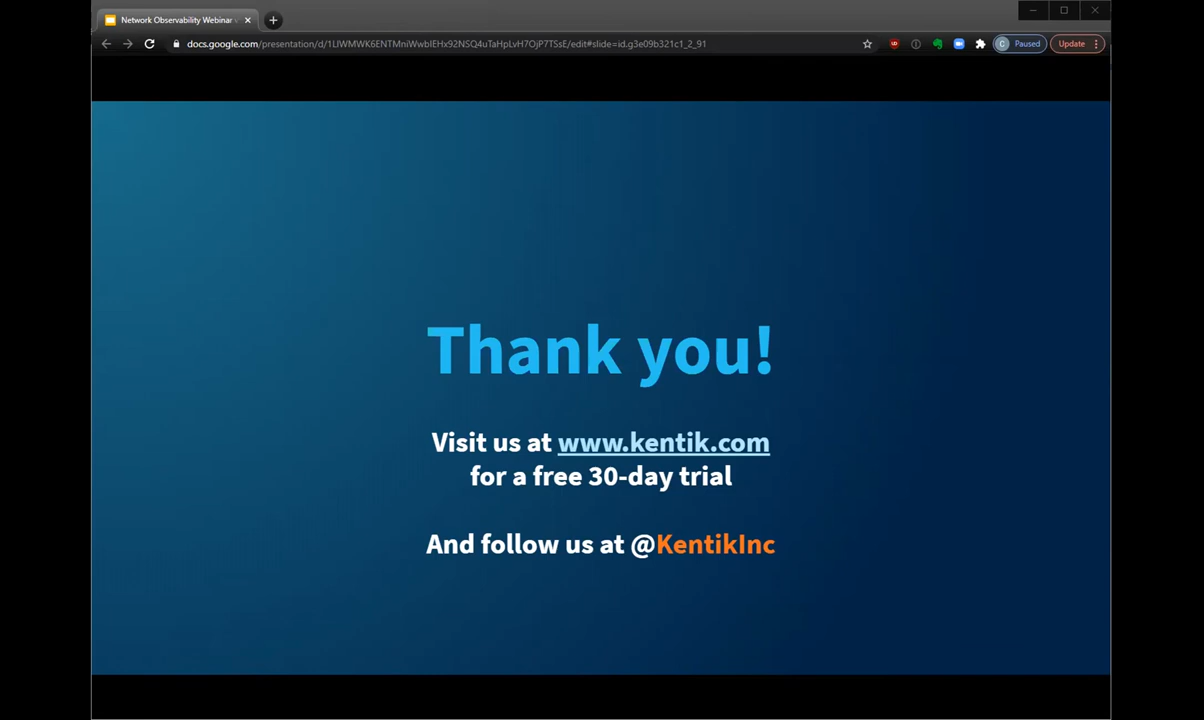 Network Observability Webinar
docs.google.com/presentation/d/1LlWMWK6ENTMniWwbIEHx92NSQ4uTaHpLvH7OjP7TSsE/edit#slide=id.g3e09b321c1_2_91
C Paused
Update
Thank you!
Visit us at www.kentik.com
for a free 30-day trial
And follow us at @KentikInc